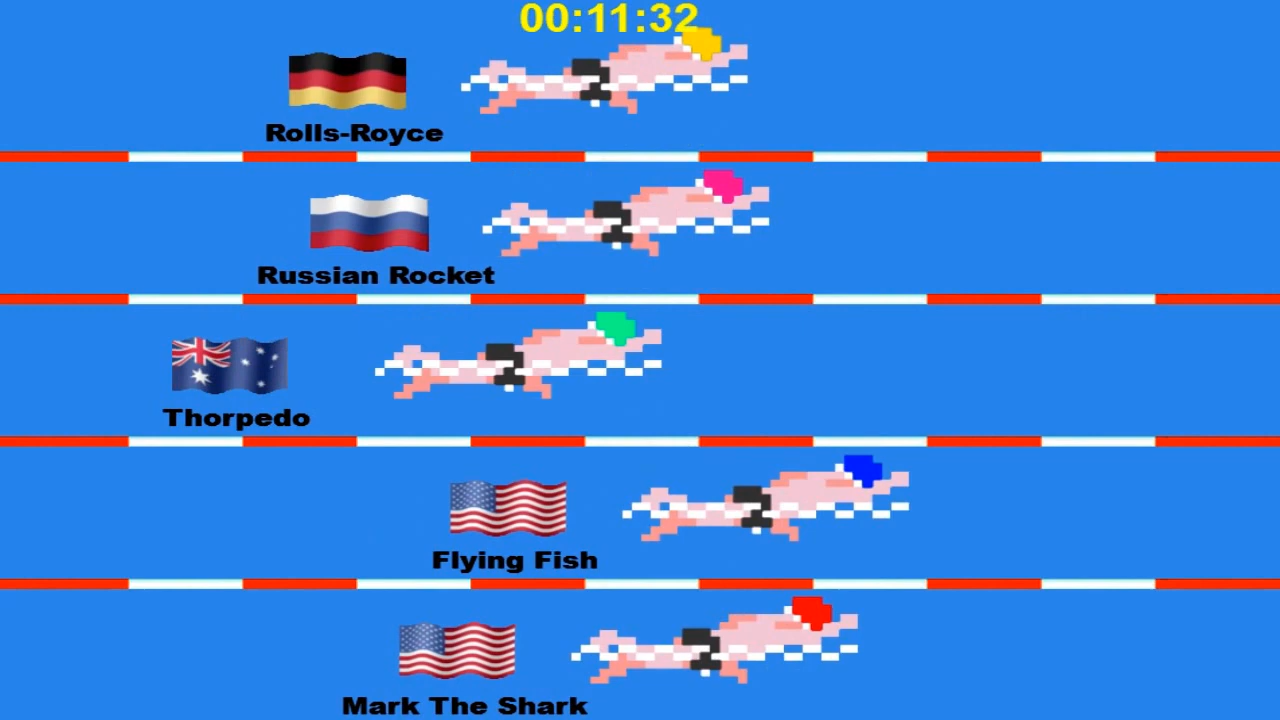 00:11:32
Rolls-Royce
Russian Rocket
Thorpedo
Flying Fish
Mark The Shark